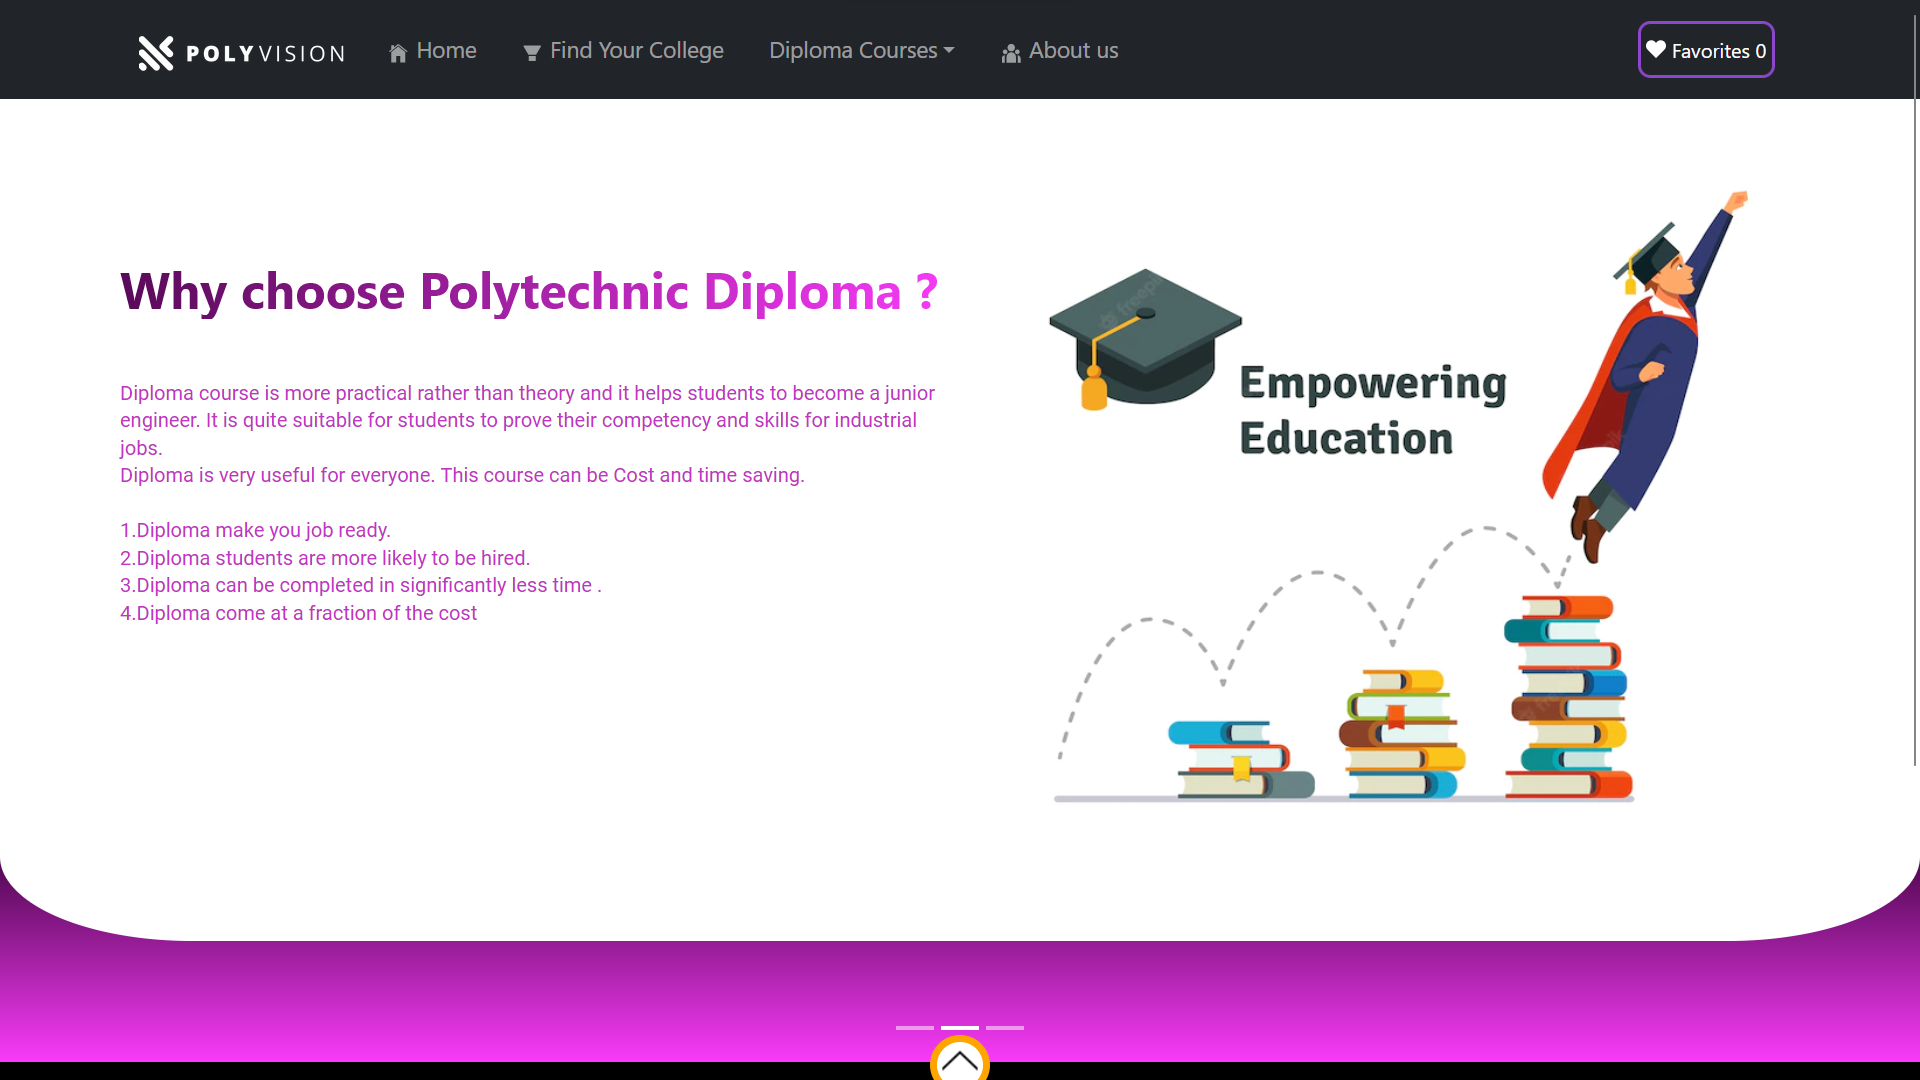 POLYVISION
Home
Find Your College
Diploma Courses
About us
Favorites 0
Why choose Polytechnic Diploma ?
Diploma course is more practical rather than theory and it helps students to become a junior
engineer. It is quite suitable for students to prove their competency and skills for industrial
jobs.
Diploma is very useful for everyone. This course can be Cost and time saving.
1.Diploma make you job ready.
2.Diploma students are more likely to be hired.
3.Diploma can be completed in significantly less time .
4.Diploma come at a fraction of the cost
Empowering
Education